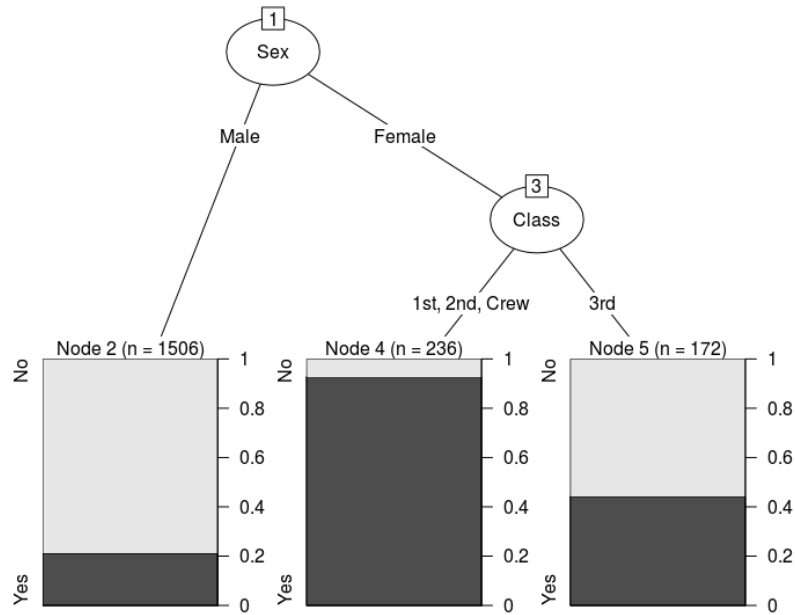 1
Sex
Male
Female
3
Class
1st, 2nd, Crew
3rd
Node 2 (n = 1506)
No
Yes
1
0.8
0.6
0.4
0.2
0
Node 4 (n = 236)
No
Yes
1
0.8
0.6
0.4
0.2
0
Node 5 (n = 172)
No
Yes
1
0.8
0.6
0.4
0.2
0